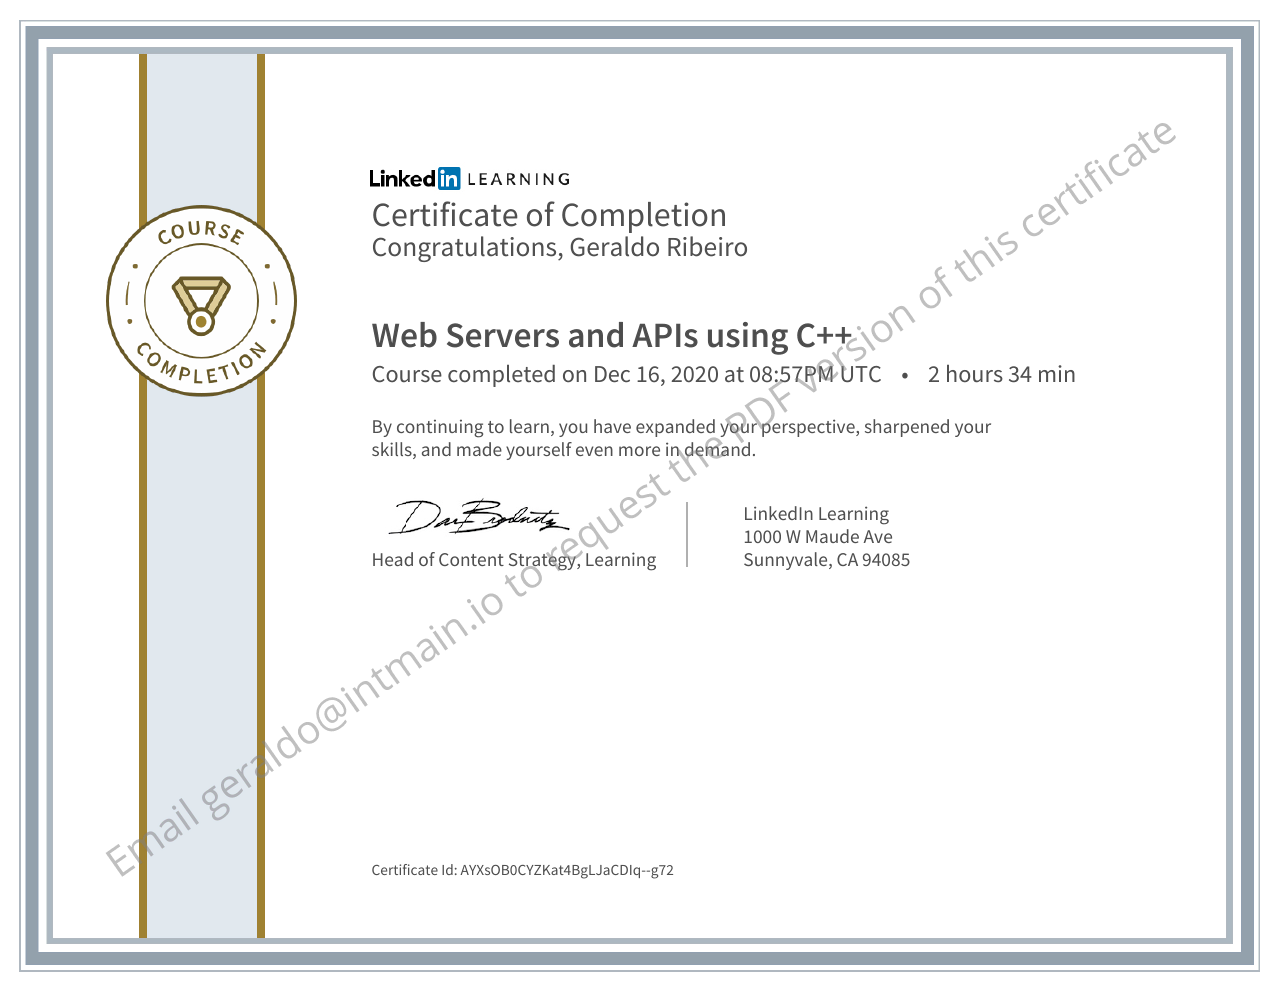 LinkedIn LEARNING
Certificate of Completion
Congratulations, Geraldo Ribeiro
COURSE
COMPLETION
Web Servers and APIs using C++
Course completed on Dec 16, 2020 at 08:57PM UTC • 2 hours 34 min
By continuing to learn, you have expanded your perspective, sharpened your
skills, and made yourself even more in demand.
Head of Content Strategy, Learning
LinkedIn Learning
1000 W Maude Ave
Sunnyvale, CA 94085
Email geraldo@intmain.io to request the PDF version of this certificate
Certificate Id: AYXsOB0CYZKat4BgLJaCDIq--g72